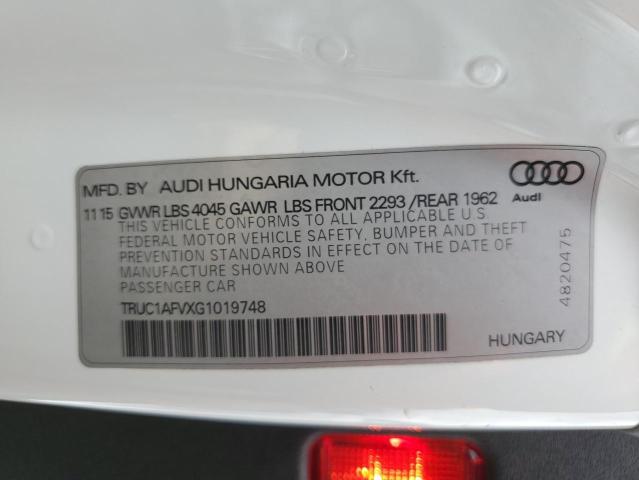 MFD. BY AUDI HUNGARIA MOTOR Kft.
Audi
11 15 GVWR LBS 4045 GAWR LBS FRONT 2293 /REAR 1962
THIS VEHICLE CONFORMS TO ALL APPLICABLE U.S
FEDERAL MOTOR VEHICLE SAFETY, BUMPER AND THEFT
PREVENTION STANDARDS IN EFFECT ON THE DATE OF
MANUFACTURE SHOWN ABOVE
PASSENGER CAR
TRUC1AFVXG1019748
4820475
HUNGARY